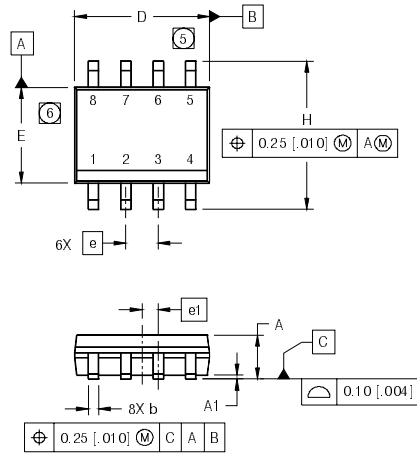 D
5
B
A
8 7 6 5
6
E
H
⌖ 0.25 [.010] Ⓜ A Ⓜ
1 2 3 4
6X e
e1
A
C
⌓ 0.10 [.004]
8X b
A1
⌖ 0.25 [.010] Ⓜ C A B